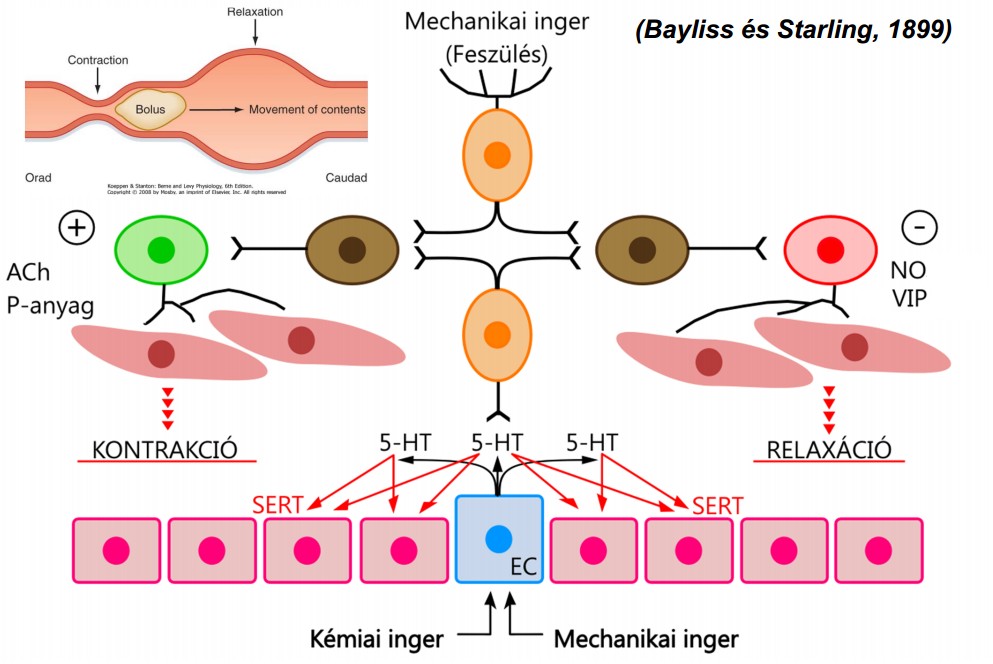 Relaxation
Contraction
Bolus
Movement of contents
Orad
Caudad
Koeppen & Stanton: Berne and Levy Physiology, 6th Edition.
Copyright © 2008 by Mosby, an imprint of Elsevier, Inc. All rights reserved
Mechanikai inger
(Feszülés)
(Bayliss és Starling, 1899)
+
ACh
P-anyag
-
NO
VIP
KONTRAKCIÓ
RELAXÁCIÓ
5-HT
5-HT
5-HT
SERT
SERT
EC
Kémiai inger
Mechanikai inger